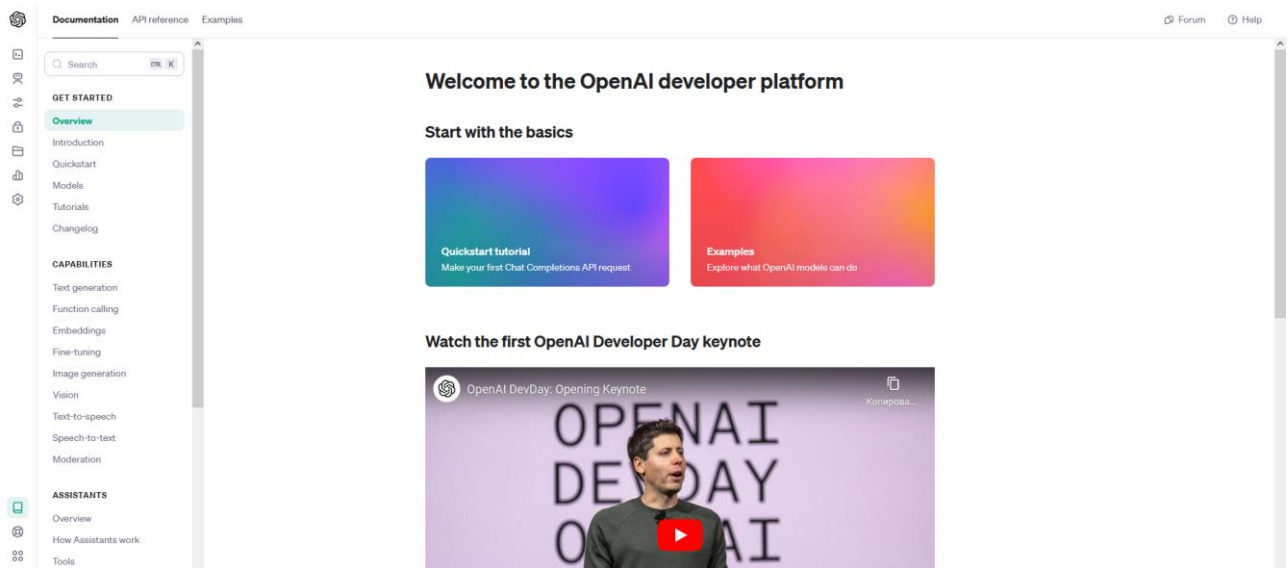 Documentation API reference Examples
Forum Help
Search CTRL K
GET STARTED
Overview
Introduction
Quickstart
Models
Tutorials
Changelog
CAPABILITIES
Text generation
Function calling
Embeddings
Fine-tuning
Image generation
Vision
Text-to-speech
Speech-to-text
Moderation
ASSISTANTS
Overview
How Assistants work
Tools
Welcome to the OpenAI developer platform
Start with the basics
Quickstart tutorial
Make your first Chat Completions API request
Examples
Explore what OpenAI models can do
Watch the first OpenAI Developer Day keynote
OpenAI DevDay: Opening Keynote
Копирова...
OPENAI
DEVDAY